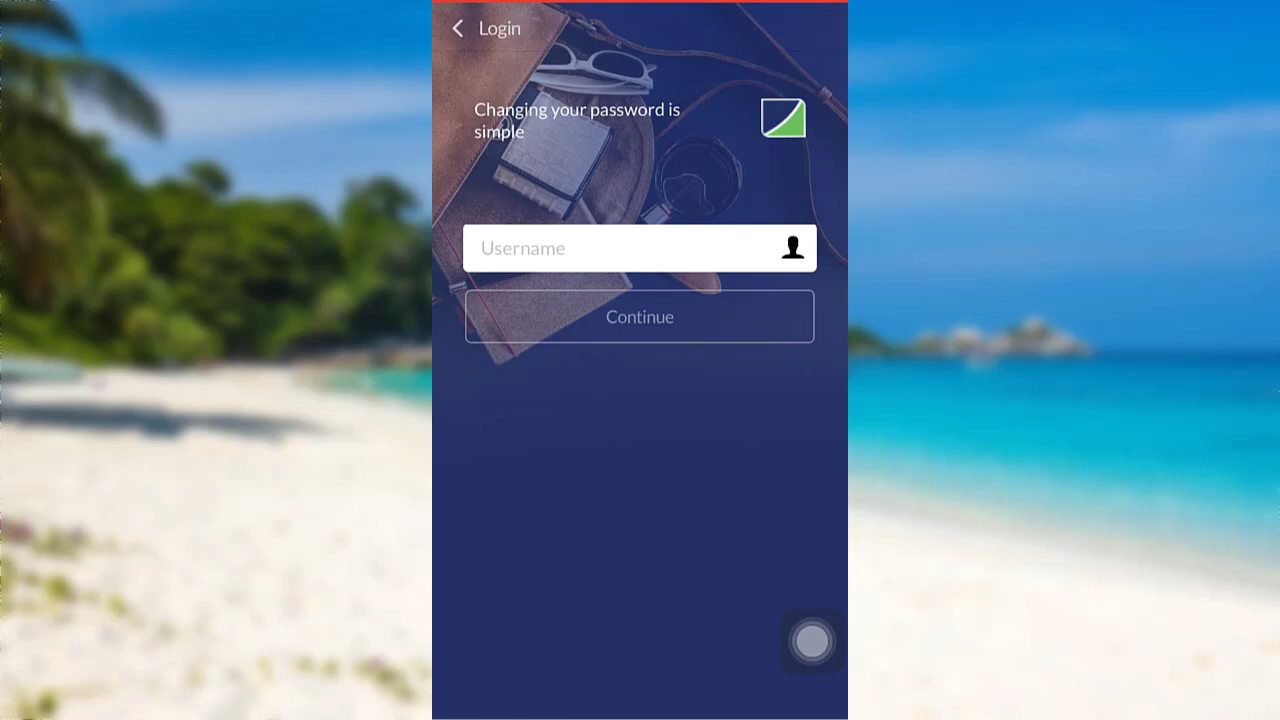 Login
Changing your password is
simple
Username
Continue